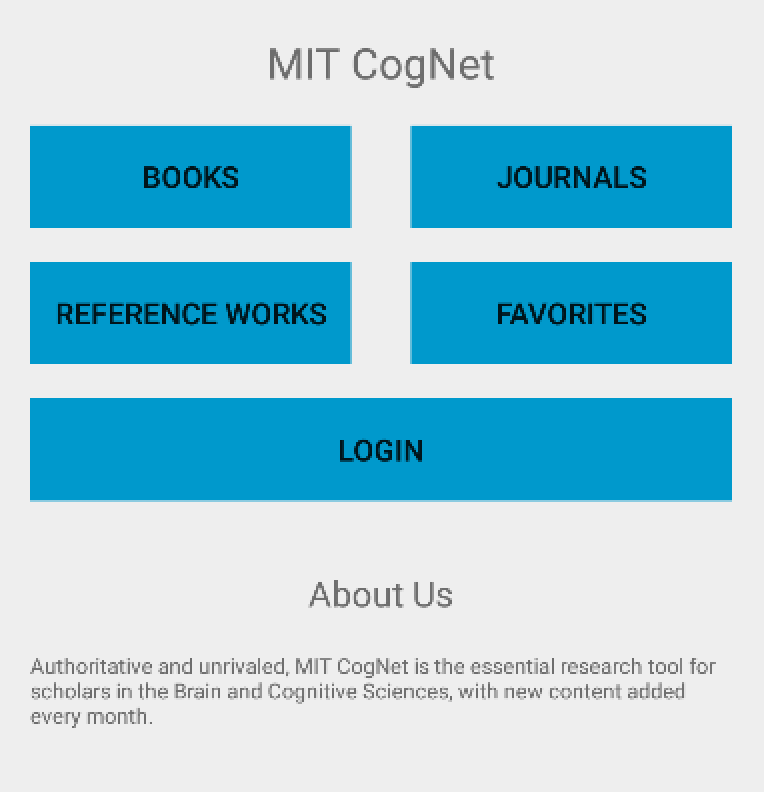 MIT CogNet
BOOKS
JOURNALS
REFERENCE WORKS
FAVORITES
LOGIN
About Us
Authoritative and unrivaled, MIT CogNet is the essential research tool for
scholars in the Brain and Cognitive Sciences, with new content added
every month.